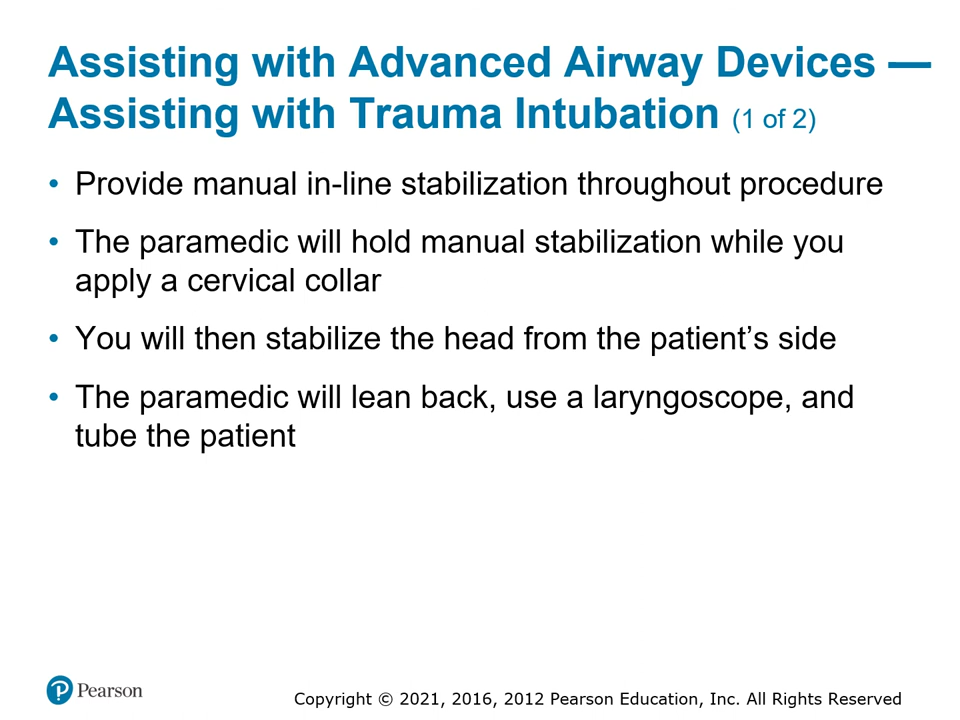 Assisting with Advanced Airway Devices —
Assisting with Trauma Intubation (1 of 2)
• Provide manual in-line stabilization throughout procedure
• The paramedic will hold manual stabilization while you
apply a cervical collar
• You will then stabilize the head from the patient’s side
• The paramedic will lean back, use a laryngoscope, and
tube the patient
Pearson
Copyright © 2021, 2016, 2012 Pearson Education, Inc. All Rights Reserved